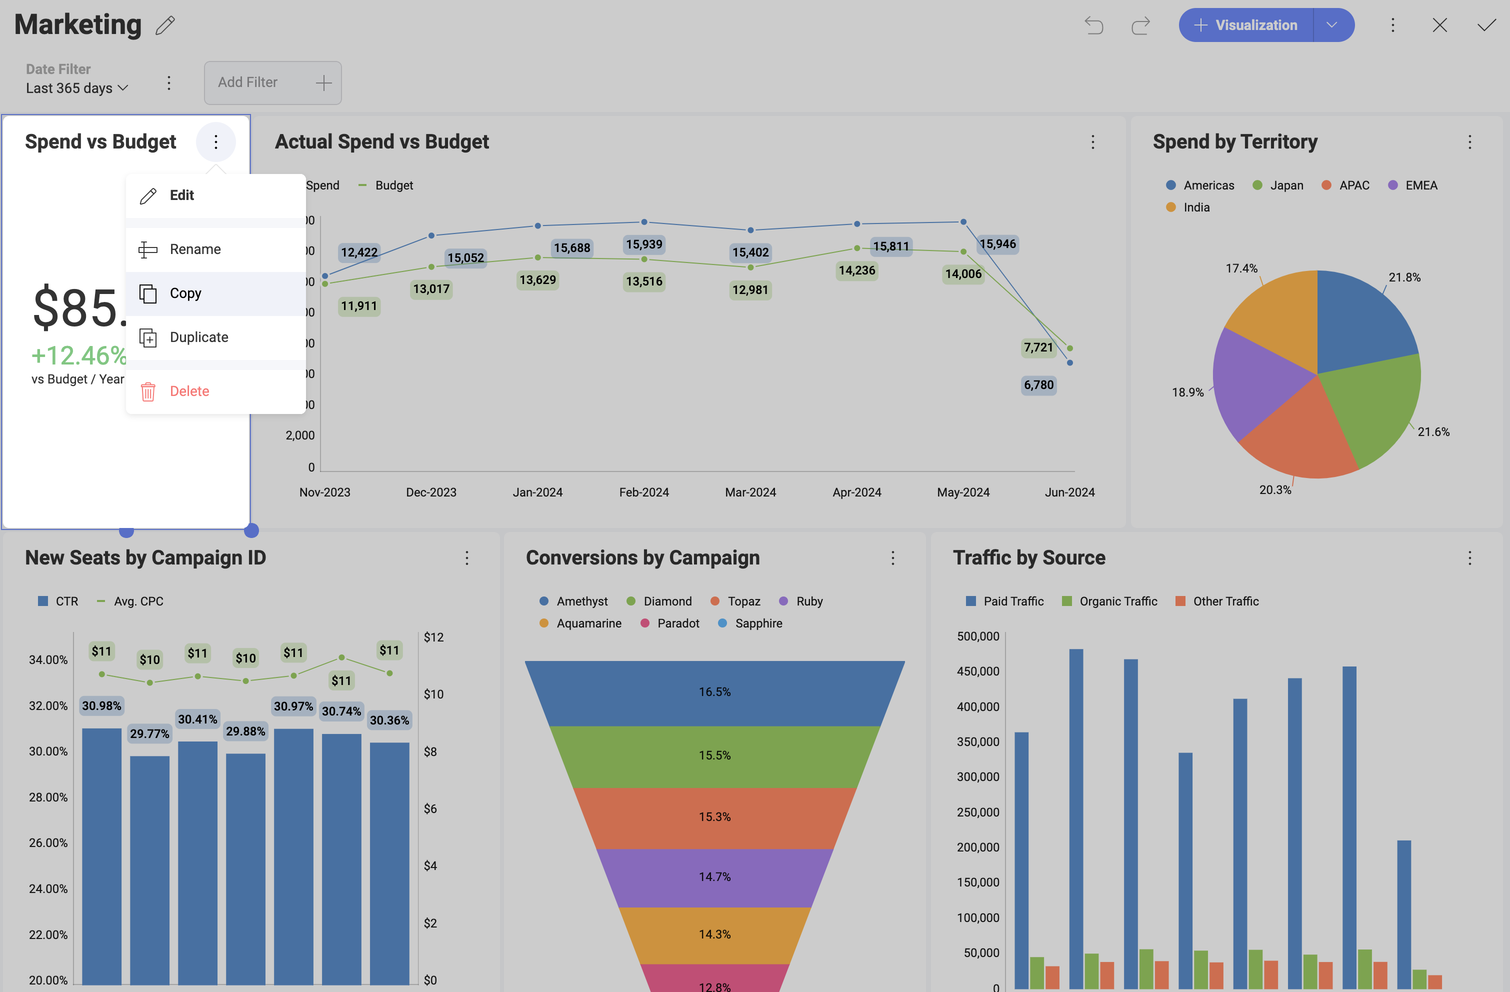 Marketing
Visualization
Date Filter
Last 365 days
Add Filter
Spend vs Budget
Edit
Rename
Copy
Duplicate
Delete
$85.
+12.46%
vs Budget / Year
Actual Spend vs Budget
Spend
Budget
12,422
15,052
15,688
15,939
15,402
15,811
15,946
6,780
11,911
13,017
13,629
13,516
12,981
14,236
14,006
7,721
2,000
0
Nov-2023
Dec-2023
Jan-2024
Feb-2024
Mar-2024
Apr-2024
May-2024
Jun-2024
Spend by Territory
Americas
Japan
APAC
EMEA
India
17.4%
21.8%
18.9%
21.6%
20.3%
New Seats by Campaign ID
CTR
Avg. CPC
34.00%
32.00%
30.00%
28.00%
26.00%
24.00%
22.00%
20.00%
$11
$10
$11
$10
$11
$11
$11
30.98%
29.77%
30.41%
29.88%
30.97%
30.74%
30.36%
$12
$10
$8
$6
$4
$2
$0
Conversions by Campaign
Amethyst
Diamond
Topaz
Ruby
Aquamarine
Paradot
Sapphire
16.5%
15.5%
15.3%
14.7%
14.3%
12.8%
Traffic by Source
Paid Traffic
Organic Traffic
Other Traffic
500,000
450,000
400,000
350,000
300,000
250,000
200,000
150,000
100,000
50,000
0